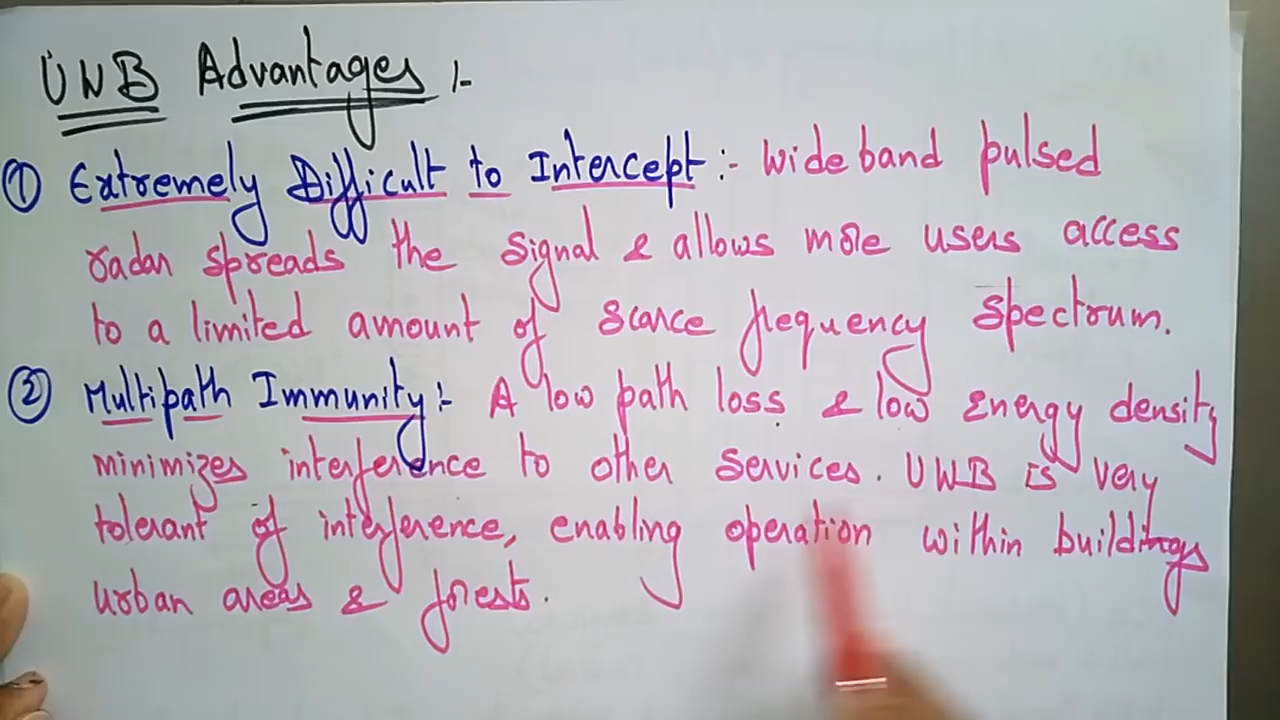 UWB Advantages :-
① Extremely Difficult to Intercept :- Wide band pulsed
radar spreads the signal & allows more users access
to a limited amount of scarce frequency spectrum.
② Multipath Immunity :- A low path loss & low energy density
minimizes interference to other services. UWB is very
tolerant of interference, enabling operation within buildings
urban areas & forests.